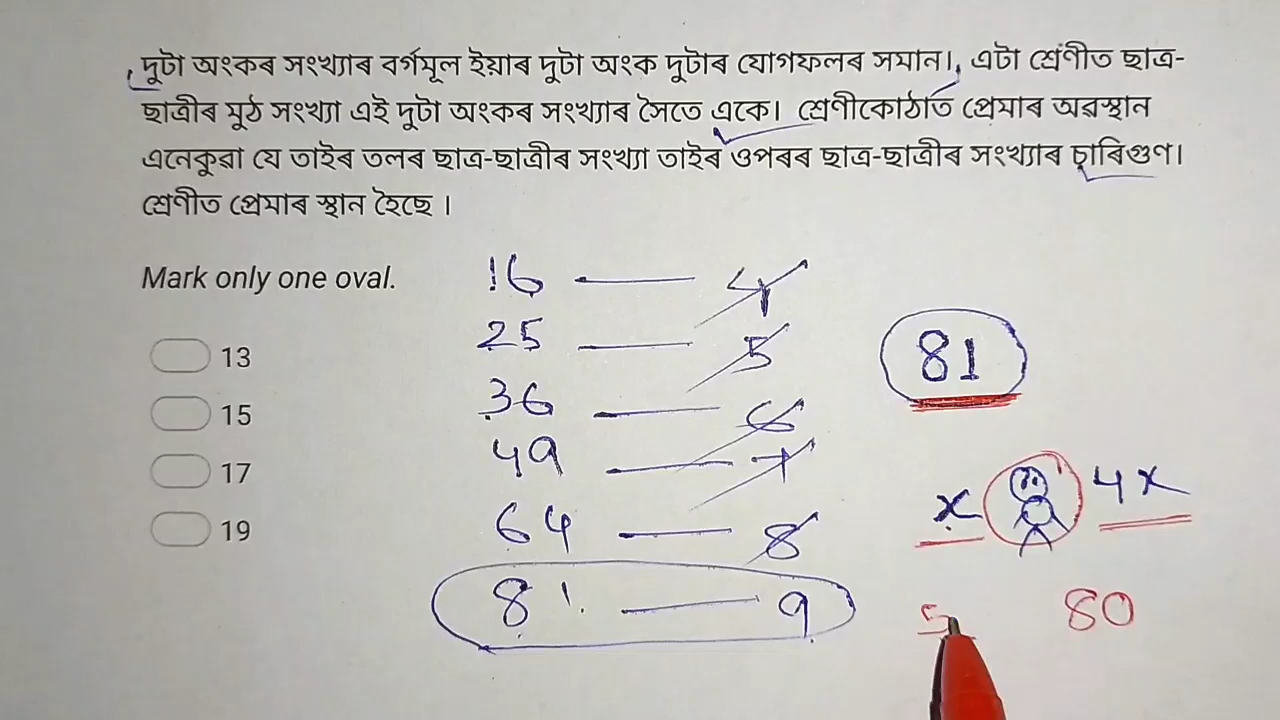 দুটা অংকৰ সংখ্যাৰ বৰ্গমূল ইয়াৰ দুটা অংক দুটাৰ যোগফলৰ সমান। এটা শ্ৰেণীত ছাত্ৰ-
ছাত্ৰীৰ মুঠ সংখ্যা এই দুটা অংকৰ সংখ্যাৰ সৈতে একে। শ্ৰেণীকোঠাত প্ৰেমাৰ অৱস্থান
এনেকুৱা যে তাইৰ তলৰ ছাত্ৰ-ছাত্ৰীৰ সংখ্যা তাইৰ ওপৰৰ ছাত্ৰ-ছাত্ৰীৰ সংখ্যাৰ চাৰিগুণ।
শ্ৰেণীত প্ৰেমাৰ স্থান হৈছে ।
Mark only one oval.
13
15
17
19
16 — 4
25 — 5
36 — 6
49 — 7
64 — 8
81 — 9
81
x 4x
5 80